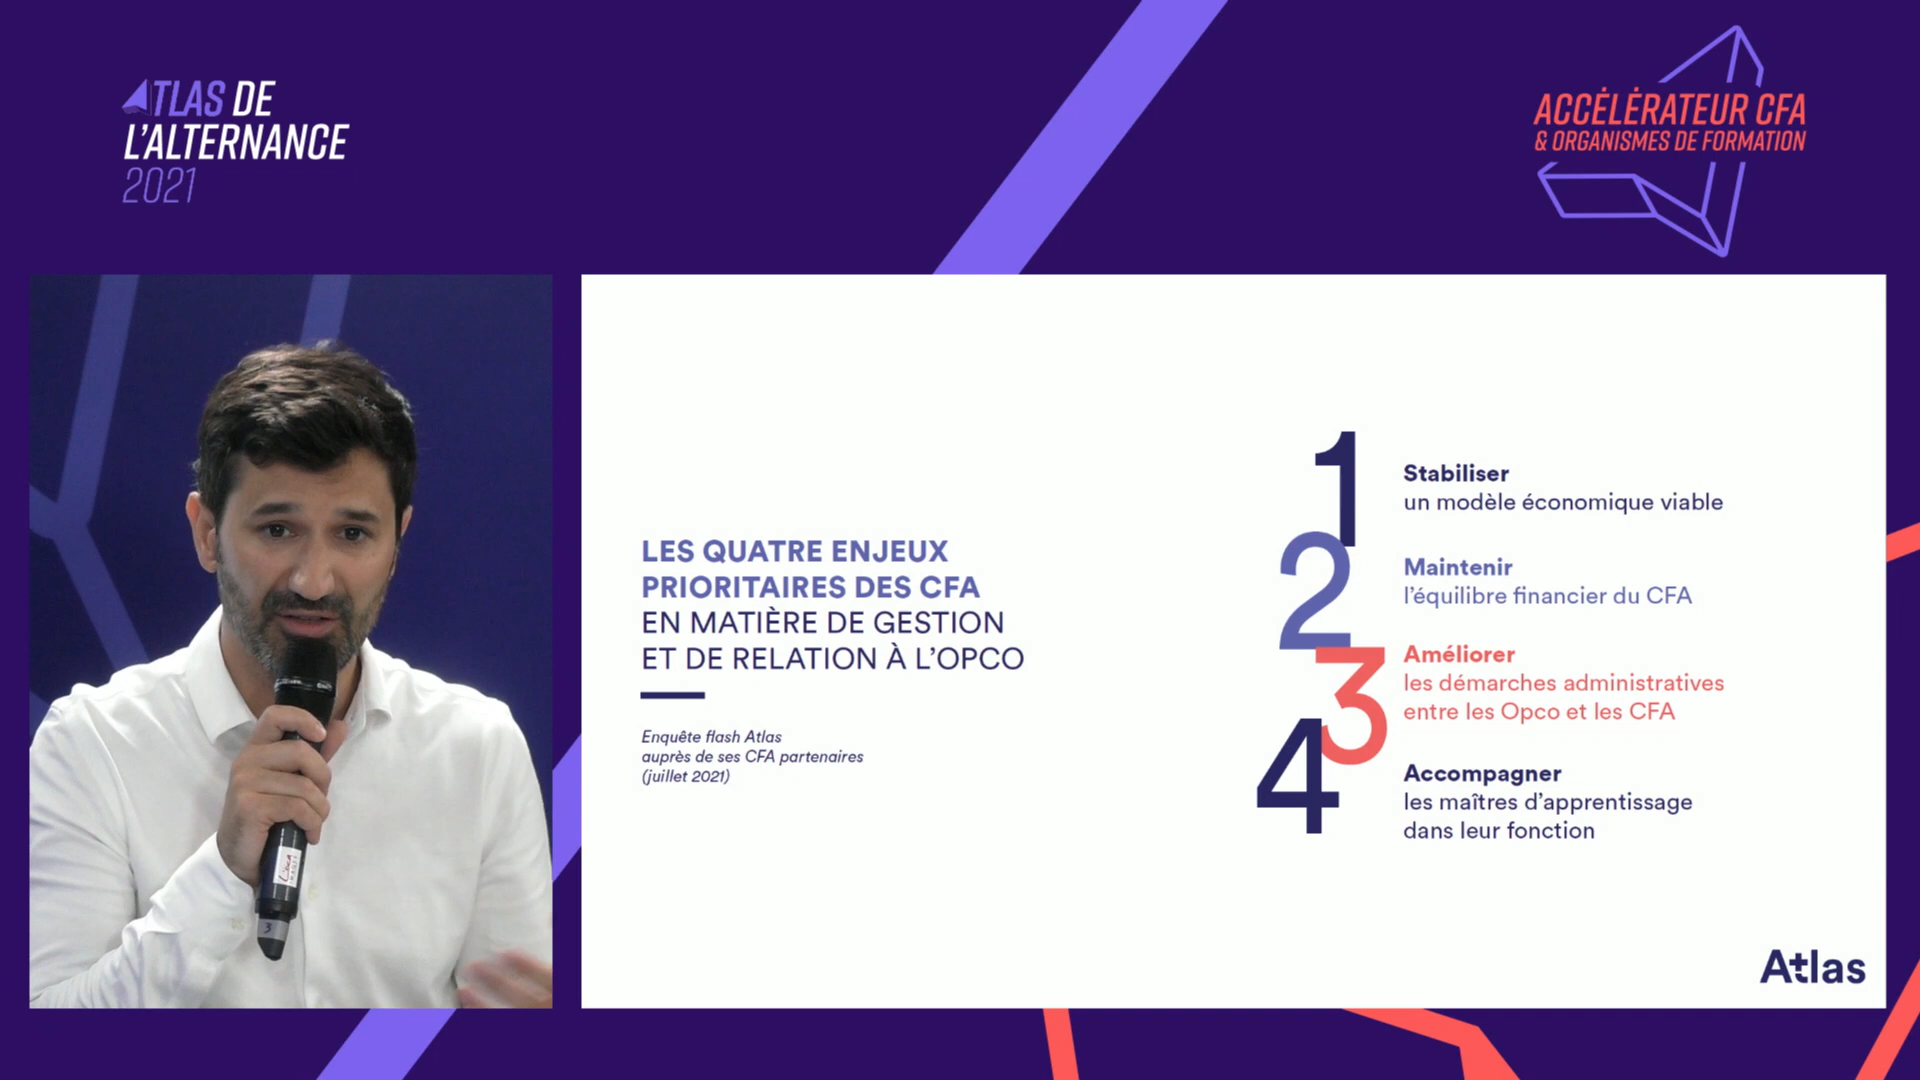 ATLAS DE
L'ALTERNANCE
2021
ACCÉLÉRATEUR CFA
& ORGANISMES DE FORMATION
LES QUATRE ENJEUX
PRIORITAIRES DES CFA
EN MATIÈRE DE GESTION
ET DE RELATION À L'OPCO
Enquête flash Atlas
auprès de ses CFA partenaires
(juillet 2021)
1
Stabiliser
un modèle économique viable
2
Maintenir
l'équilibre financier du CFA
3
Améliorer
les démarches administratives
entre les Opco et les CFA
4
Accompagner
les maîtres d'apprentissage
dans leur fonction
Atlas
3